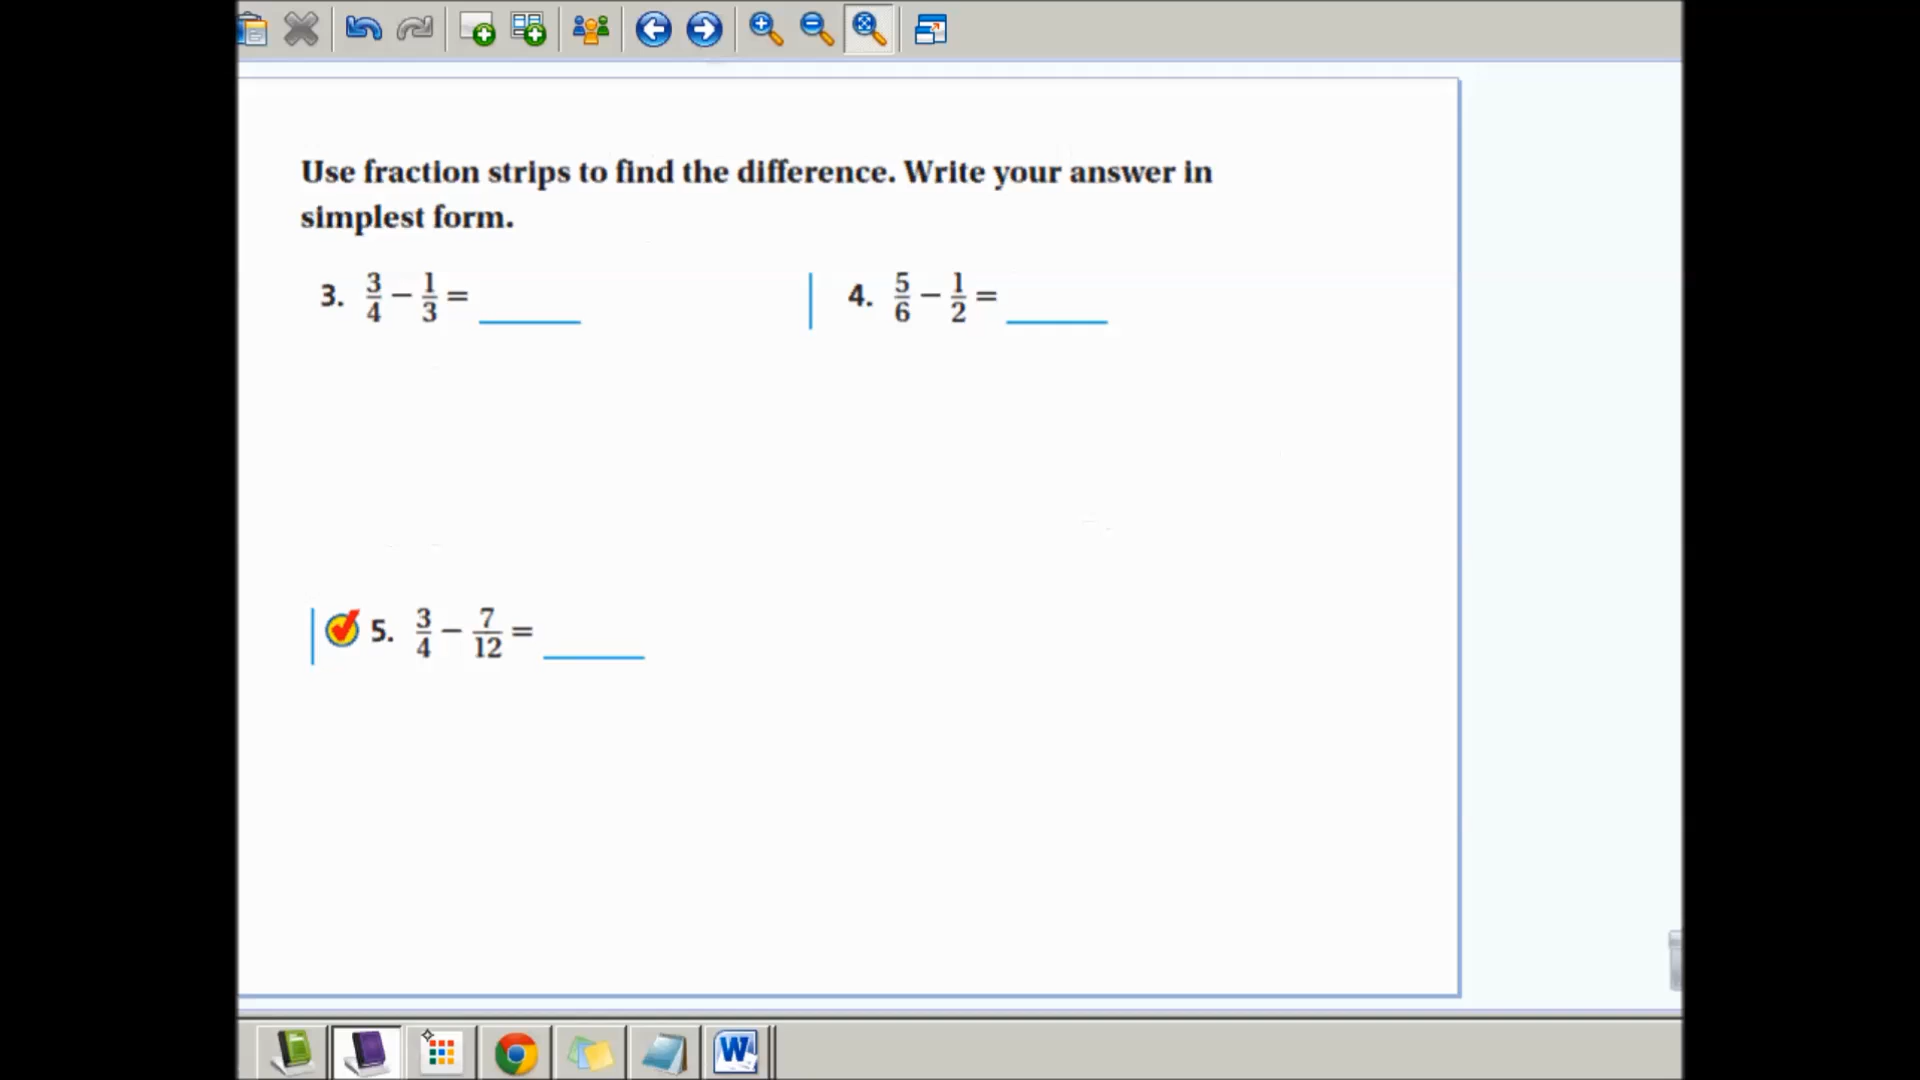 Use fraction strips to find the difference. Write your answer in
simplest form.
3. 3/4 − 1/3 = ______
4. 5/6 − 1/2 = ______
5. 3/4 − 7/12 = ______
W